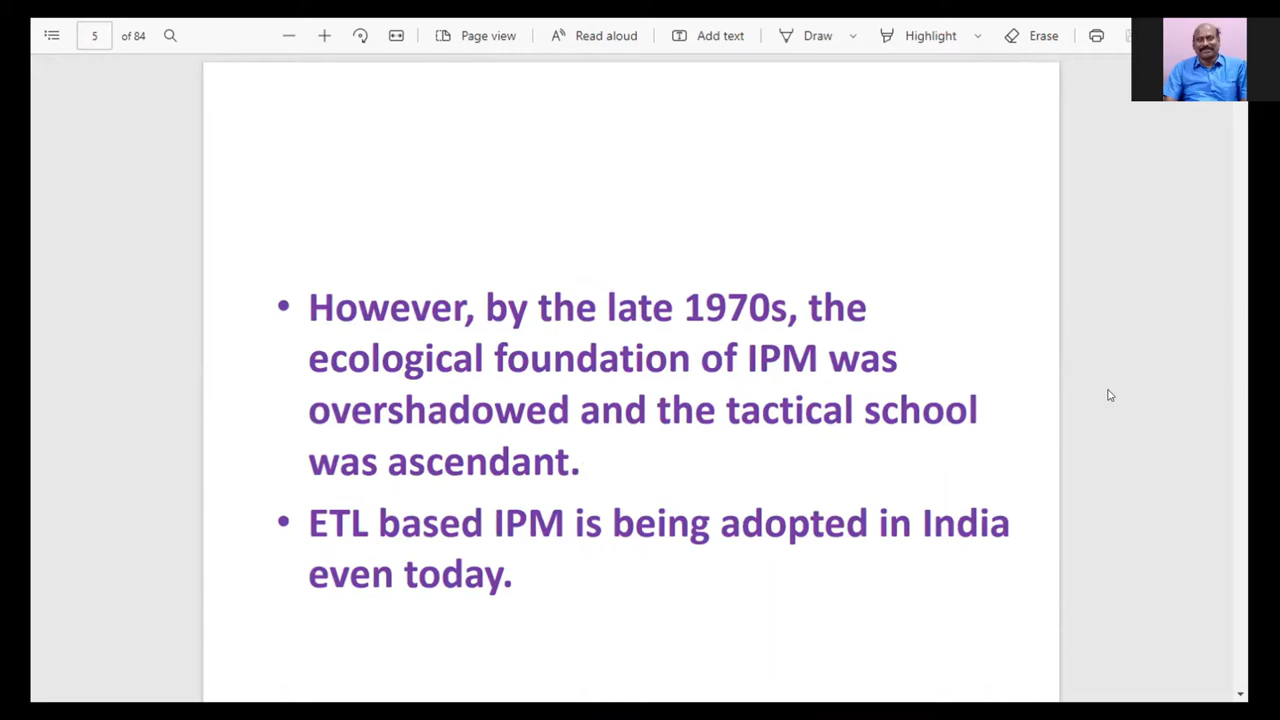 5 of 84 Page view Read aloud Add text Draw Highlight Erase
• However, by the late 1970s, the
ecological foundation of IPM was
overshadowed and the tactical school
was ascendant.
• ETL based IPM is being adopted in India
even today.